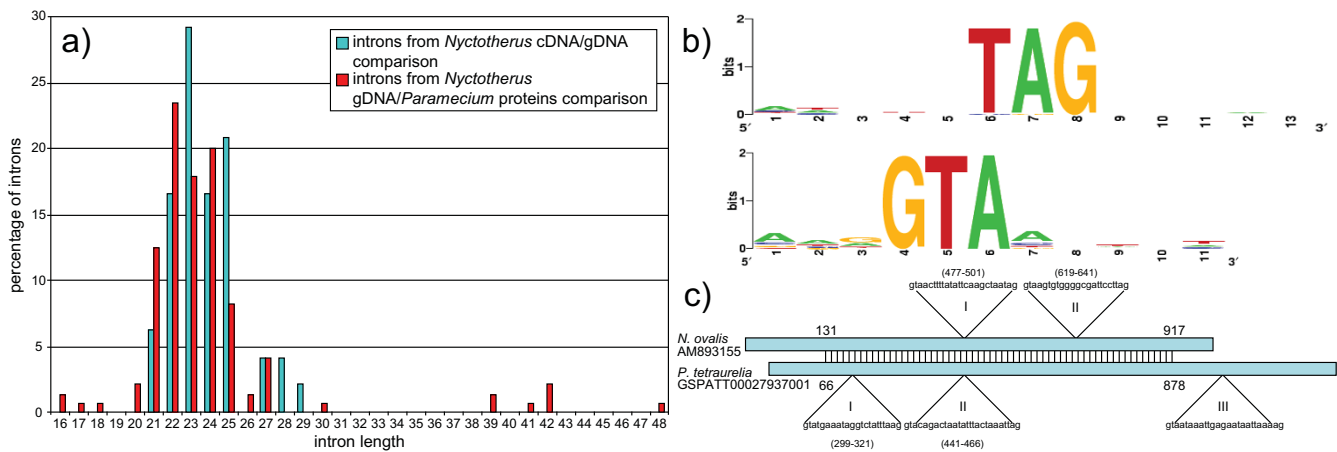 a)
percentage of introns
30
25
20
15
10
5
0
introns from Nyctotherus cDNA/gDNA
comparison
introns from Nyctotherus
gDNA/Paramecium proteins comparison
16 17 18 19 20 21 22 23 24 25 26 27 28 29 30 31 32 33 34 35 36 37 38 39 40 41 42 43 44 45 46 47 48
intron length
b)
bits
2
1
0
TAG
5′ 1 2 3 4 5 6 7 8 9 10 11 12 13 3′
bits
2
1
0
A A G GTA A
5′ 1 2 3 4 5 6 7 8 9 10 11 3′
c)
(477-501) (619-641)
gtaacttttatattcaagctaatag gtaagtgtggggcgattccttag
I II
N. ovalis 131 917
AM893155
P. tetraurelia
GSPATT00027937001 66 878
I II III
gtatgaaataggtctatttaag gtacagactaatatttactaaattag gtaataaattgagaataattaaaag
(299-321) (441-466)